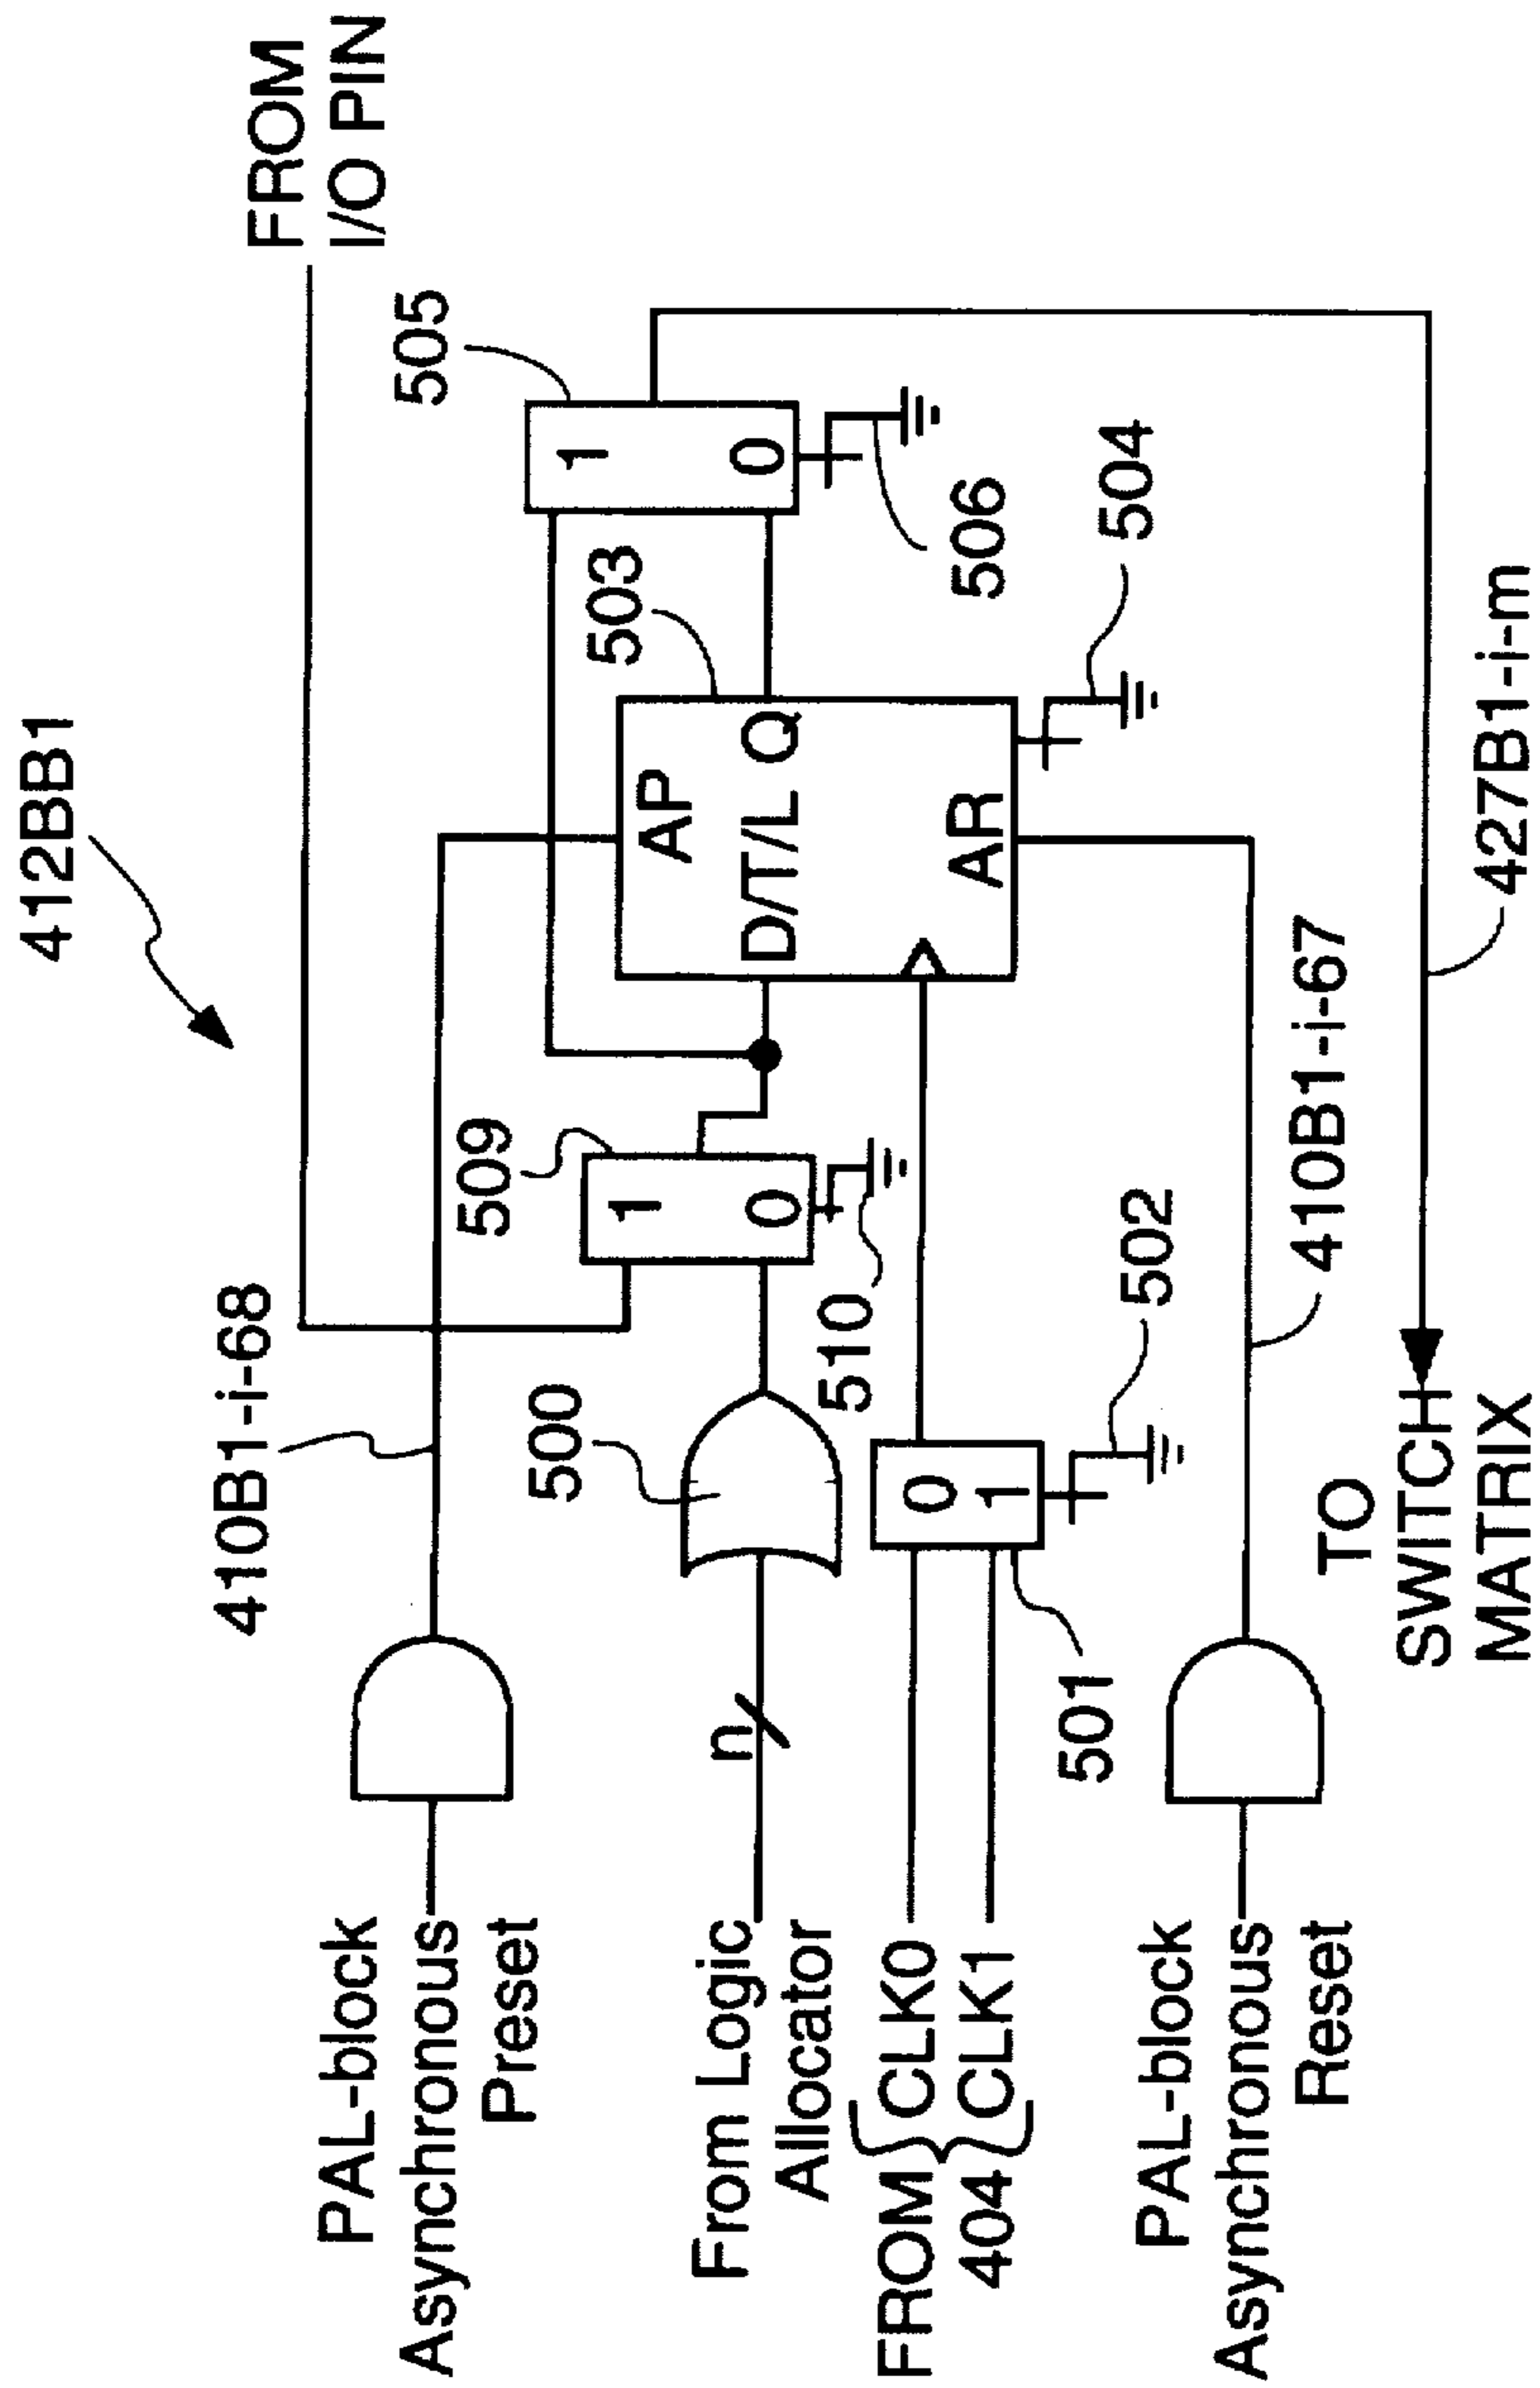 412BB1
FROM
I/O PIN
410B1-i-68
509
503
505
PAL-block
Asynchronous
Preset
500
1
0
AP
D/T/L Q
AR
1
0
From Logic
Allocator
n
510
506
504
FROM
404
CLK0
CLK1
0
1
501
502
PAL-block
Asynchronous
Reset
410B1-i-67
427B1-i-m
TO
SWITCH
MATRIX